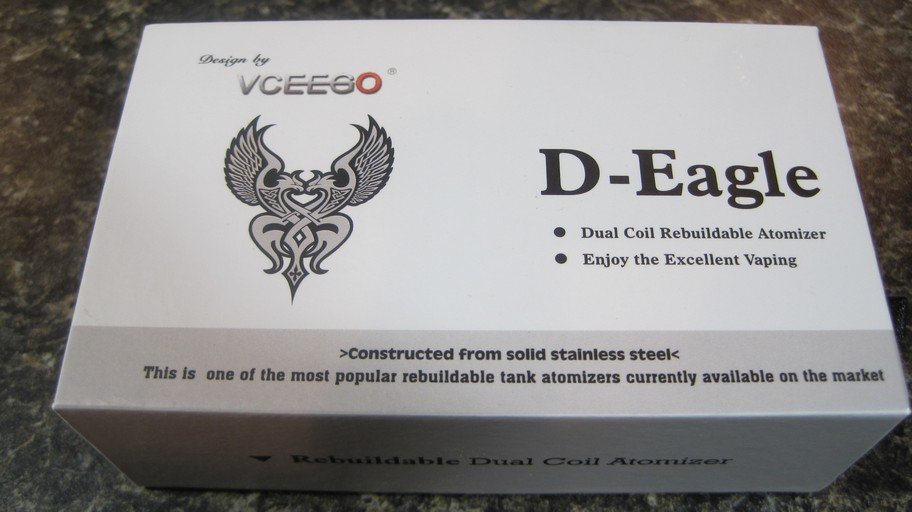 Design by
VCEEGO®
D-Eagle
● Dual Coil Rebuildable Atomizer
● Enjoy the Excellent Vaping
>Constructed from solid stainless steel<
This is one of the most popular rebuildable tank atomizers currently available on the market
▼ Rebuildable Dual Coil Atomizer